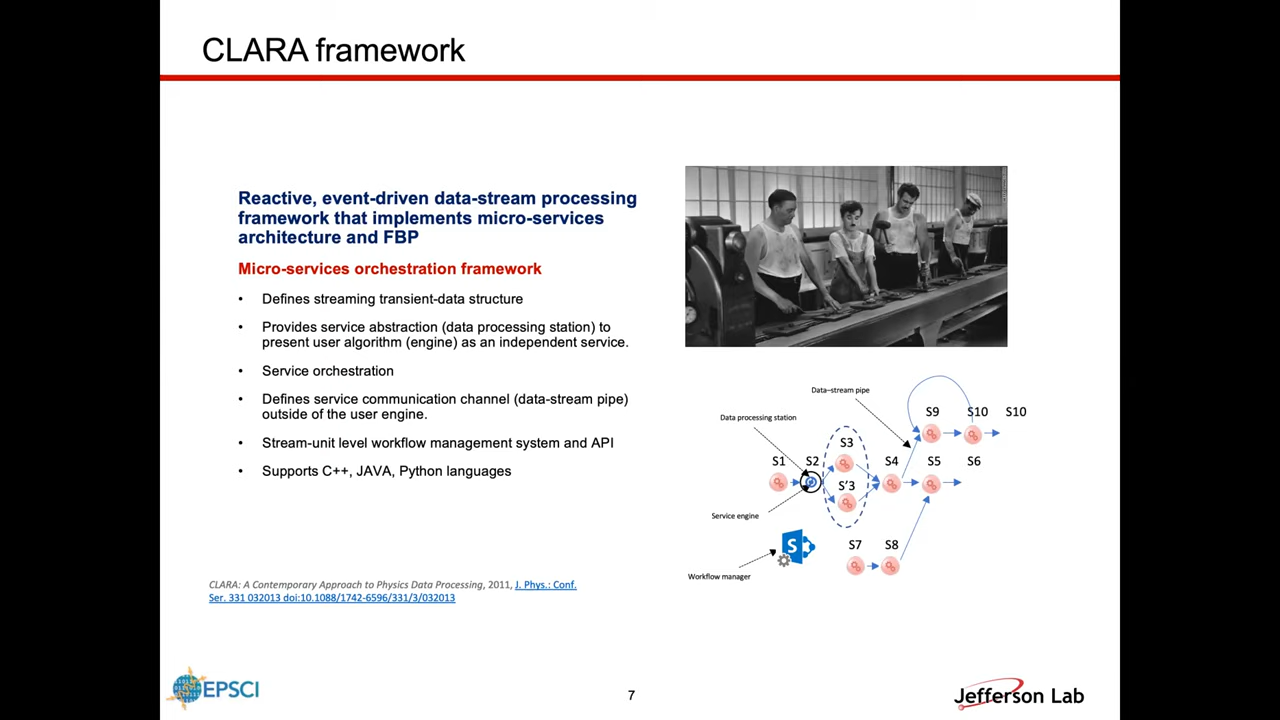 CLARA framework
Reactive, event-driven data-stream processing
framework that implements micro-services
architecture and FBP
Micro-services orchestration framework
• Defines streaming transient-data structure
• Provides service abstraction (data processing station) to
present user algorithm (engine) as an independent service.
• Service orchestration
• Defines service communication channel (data-stream pipe)
outside of the user engine.
• Stream-unit level workflow management system and API
• Supports C++, JAVA, Python languages
CLARA: A Contemporary Approach to Physics Data Processing, 2011, J. Phys.: Conf.
Ser. 331 032013 doi:10.1088/1742-6596/331/3/032013
Data–stream pipe
Data processing station
S9 S10 S10
S3
S1 S2 S4 S5 S6
S’3
Service engine
S
S7 S8
Workflow manager
EPSCI
7
Jefferson Lab